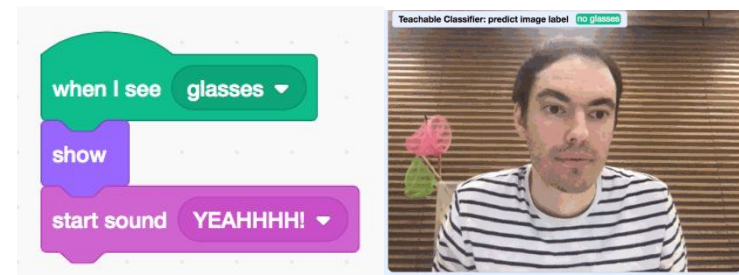 when I see glasses
show
start sound YEAHHHH!
Teachable Classifier: predict image label no glasses